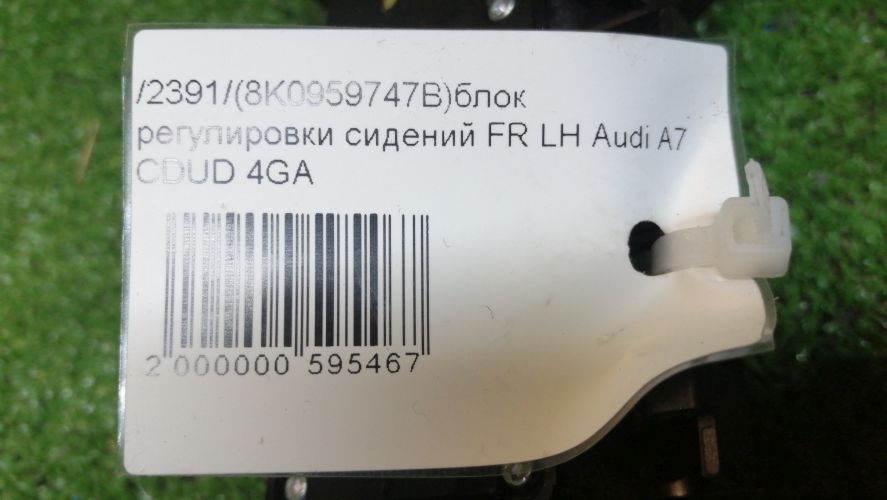 /2391/(8K0959747B)блок
регулировки сидений FR LH Audi A7
CDUD 4GA
2 000000 595467